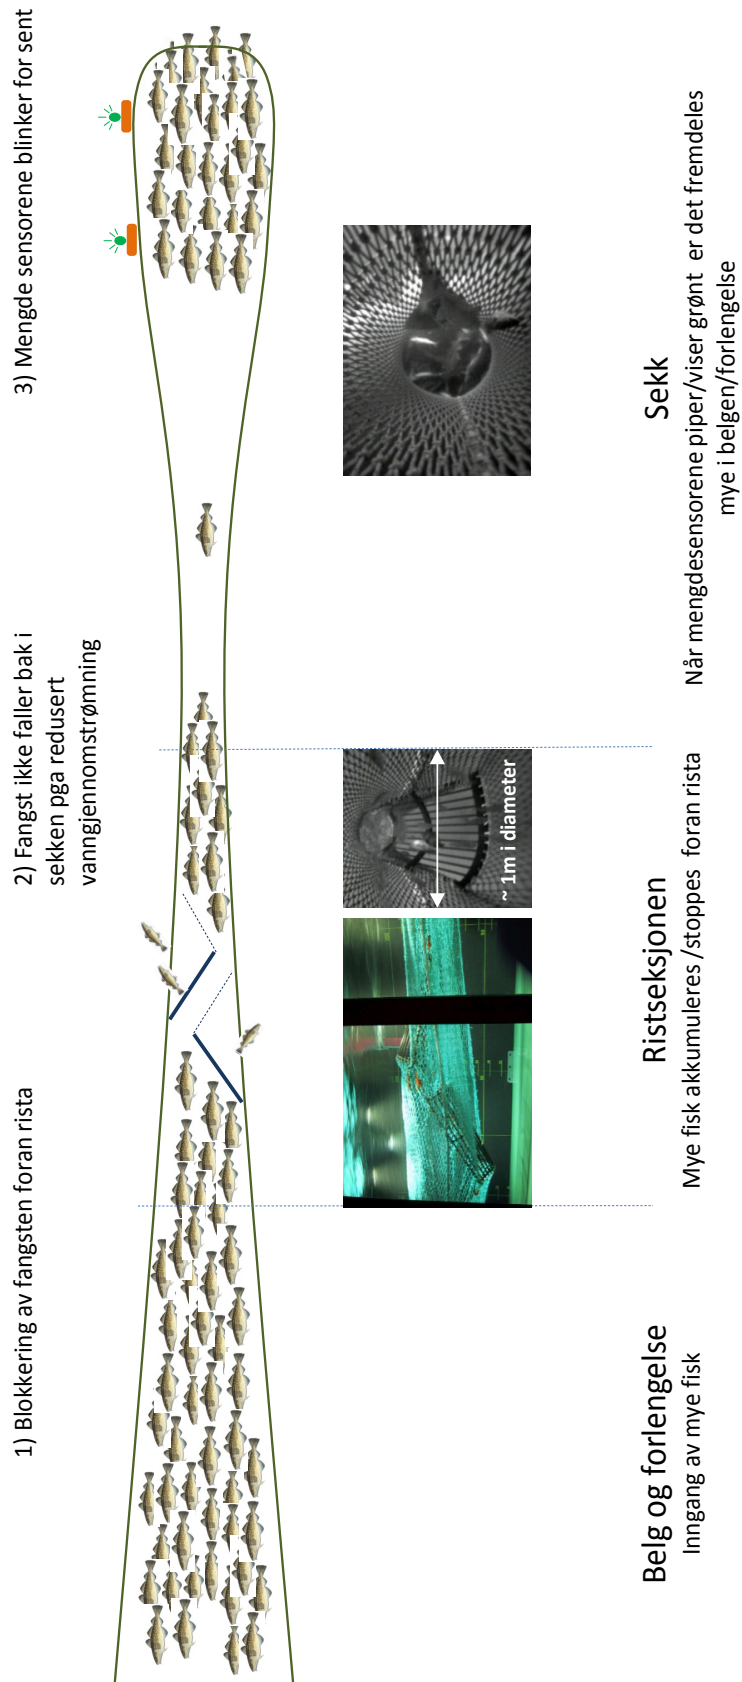 1) Blokkering av fangsten foran rista
2) Fangst ikke faller bak i
sekken pga redusert
vanngjennomstrømning
3) Mengde sensorene blinker for sent
~ 1m i diameter
Belg og forlengelse
Inngang av mye fisk
Ristseksjonen
Mye fisk akkumuleres /stoppes foran rista
Sekk
Når mengdesensorene piper/viser grønt er det fremdeles
mye i belgen/forlengelse